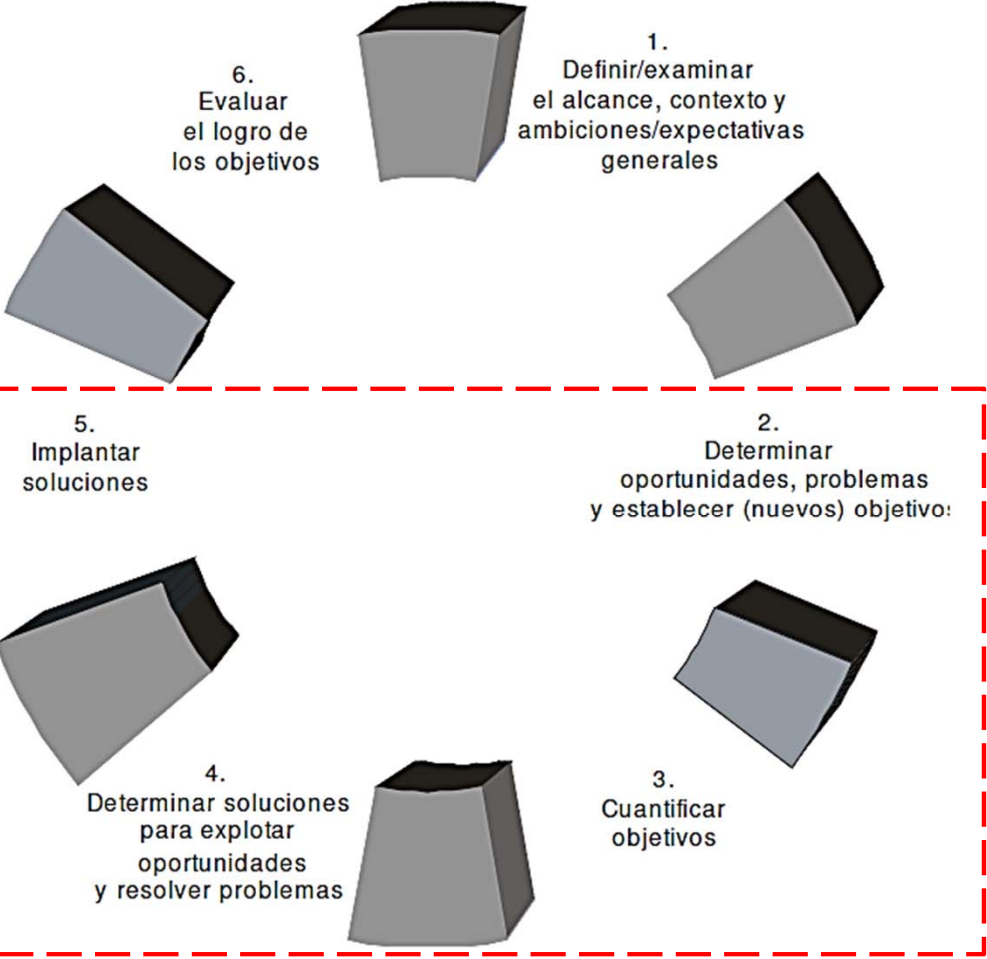 1.
Definir/examinar
el alcance, contexto y
ambiciones/expectativas
generales
2.
Determinar
oportunidades, problemas
y establecer (nuevos) objetivos
3.
Cuantificar
objetivos
4.
Determinar soluciones
para explotar
oportunidades
y resolver problemas
5.
Implantar
soluciones
6.
Evaluar
el logro de
los objetivos